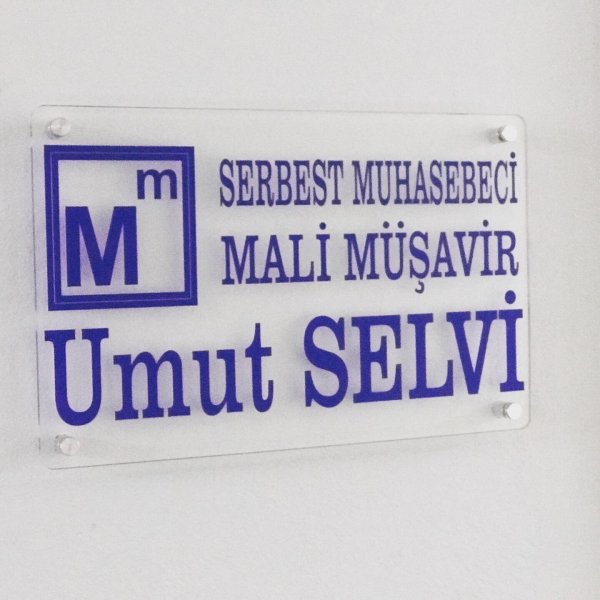 Mm
SERBEST MUHASEBECİ
MALİ MÜŞAVİR
Umut SELVİ